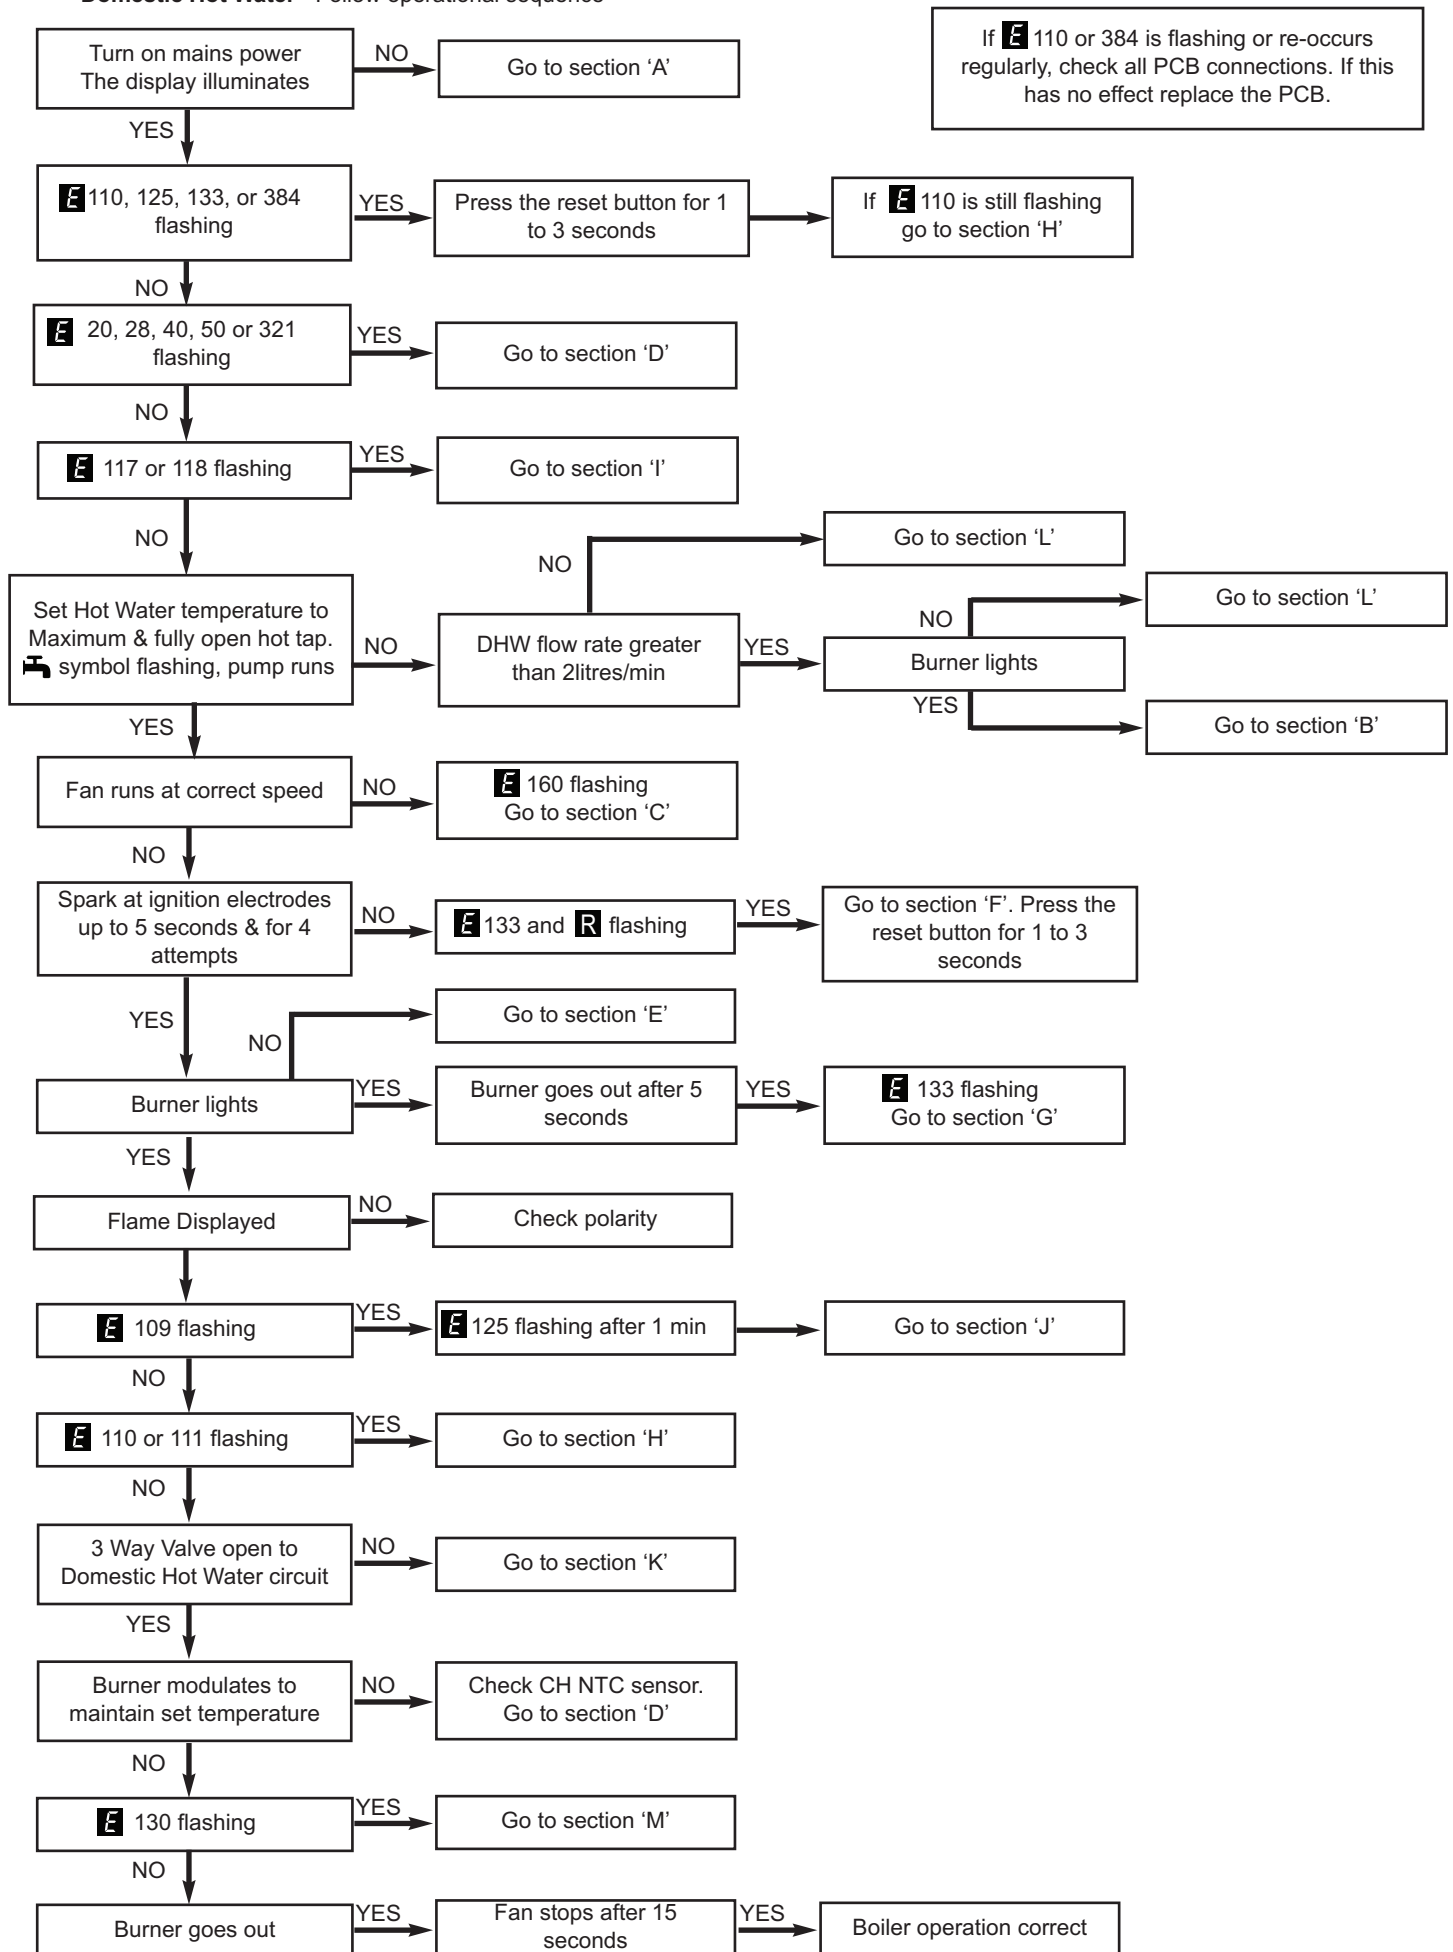 Domestic Hot Water - Follow operational sequence
If E 110 or 384 is flashing or re-occurs
regularly, check all PCB connections. If this
has no effect replace the PCB.
Turn on mains power
The display illuminates
NO
Go to section ‘A’
YES
E 110, 125, 133, or 384
flashing
YES
Press the reset button for 1
to 3 seconds
If E 110 is still flashing
go to section ‘H’
NO
E 20, 28, 40, 50 or 321
flashing
YES
Go to section ‘D’
NO
E 117 or 118 flashing
YES
Go to section ‘I’
NO
Set Hot Water temperature to
Maximum & fully open hot tap.
symbol flashing, pump runs
NO
DHW flow rate greater
than 2litres/min
NO
Go to section ‘L’
YES
Burner lights
NO
Go to section ‘L’
YES
Go to section ‘B’
YES
Fan runs at correct speed
NO
E 160 flashing
Go to section ‘C’
NO
Spark at ignition electrodes
up to 5 seconds & for 4
attempts
NO
E 133 and R flashing
YES
Go to section ‘F’. Press the
reset button for 1 to 3
seconds
YES
NO
Go to section ‘E’
Burner lights
YES
Burner goes out after 5
seconds
YES
E 133 flashing
Go to section ‘G’
YES
Flame Displayed
NO
Check polarity
E 109 flashing
YES
E 125 flashing after 1 min
Go to section ‘J’
NO
E 110 or 111 flashing
YES
Go to section ‘H’
NO
3 Way Valve open to
Domestic Hot Water circuit
NO
Go to section ‘K’
YES
Burner modulates to
maintain set temperature
NO
Check CH NTC sensor.
Go to section ‘D’
NO
E 130 flashing
YES
Go to section ‘M’
NO
Burner goes out
YES
Fan stops after 15
seconds
YES
Boiler operation correct